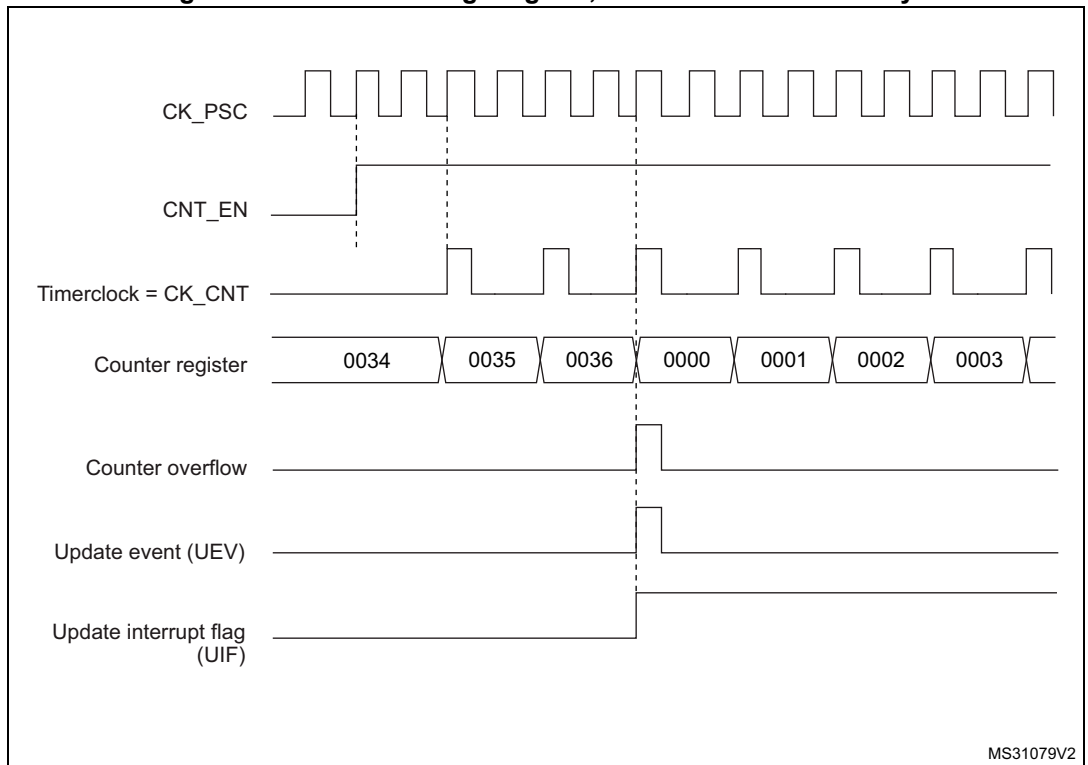 CK_PSC
CNT_EN
Timerclock = CK_CNT
Counter register
0034 0035 0036 0000 0001 0002 0003
Counter overflow
Update event (UEV)
Update interrupt flag
(UIF)
MS31079V2